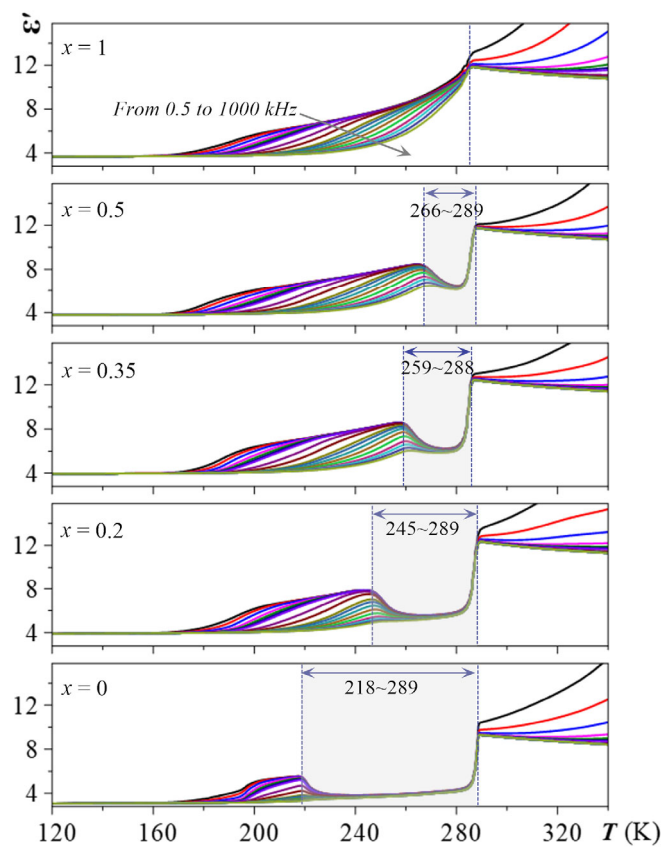 ε'
x = 1
12
8
4
From 0.5 to 1000 kHz
x = 0.5
266~289
12
8
4
x = 0.35
259~288
12
8
4
x = 0.2
245~289
12
8
4
x = 0
218~289
12
8
4
120 160 200 240 280 320 T (K)